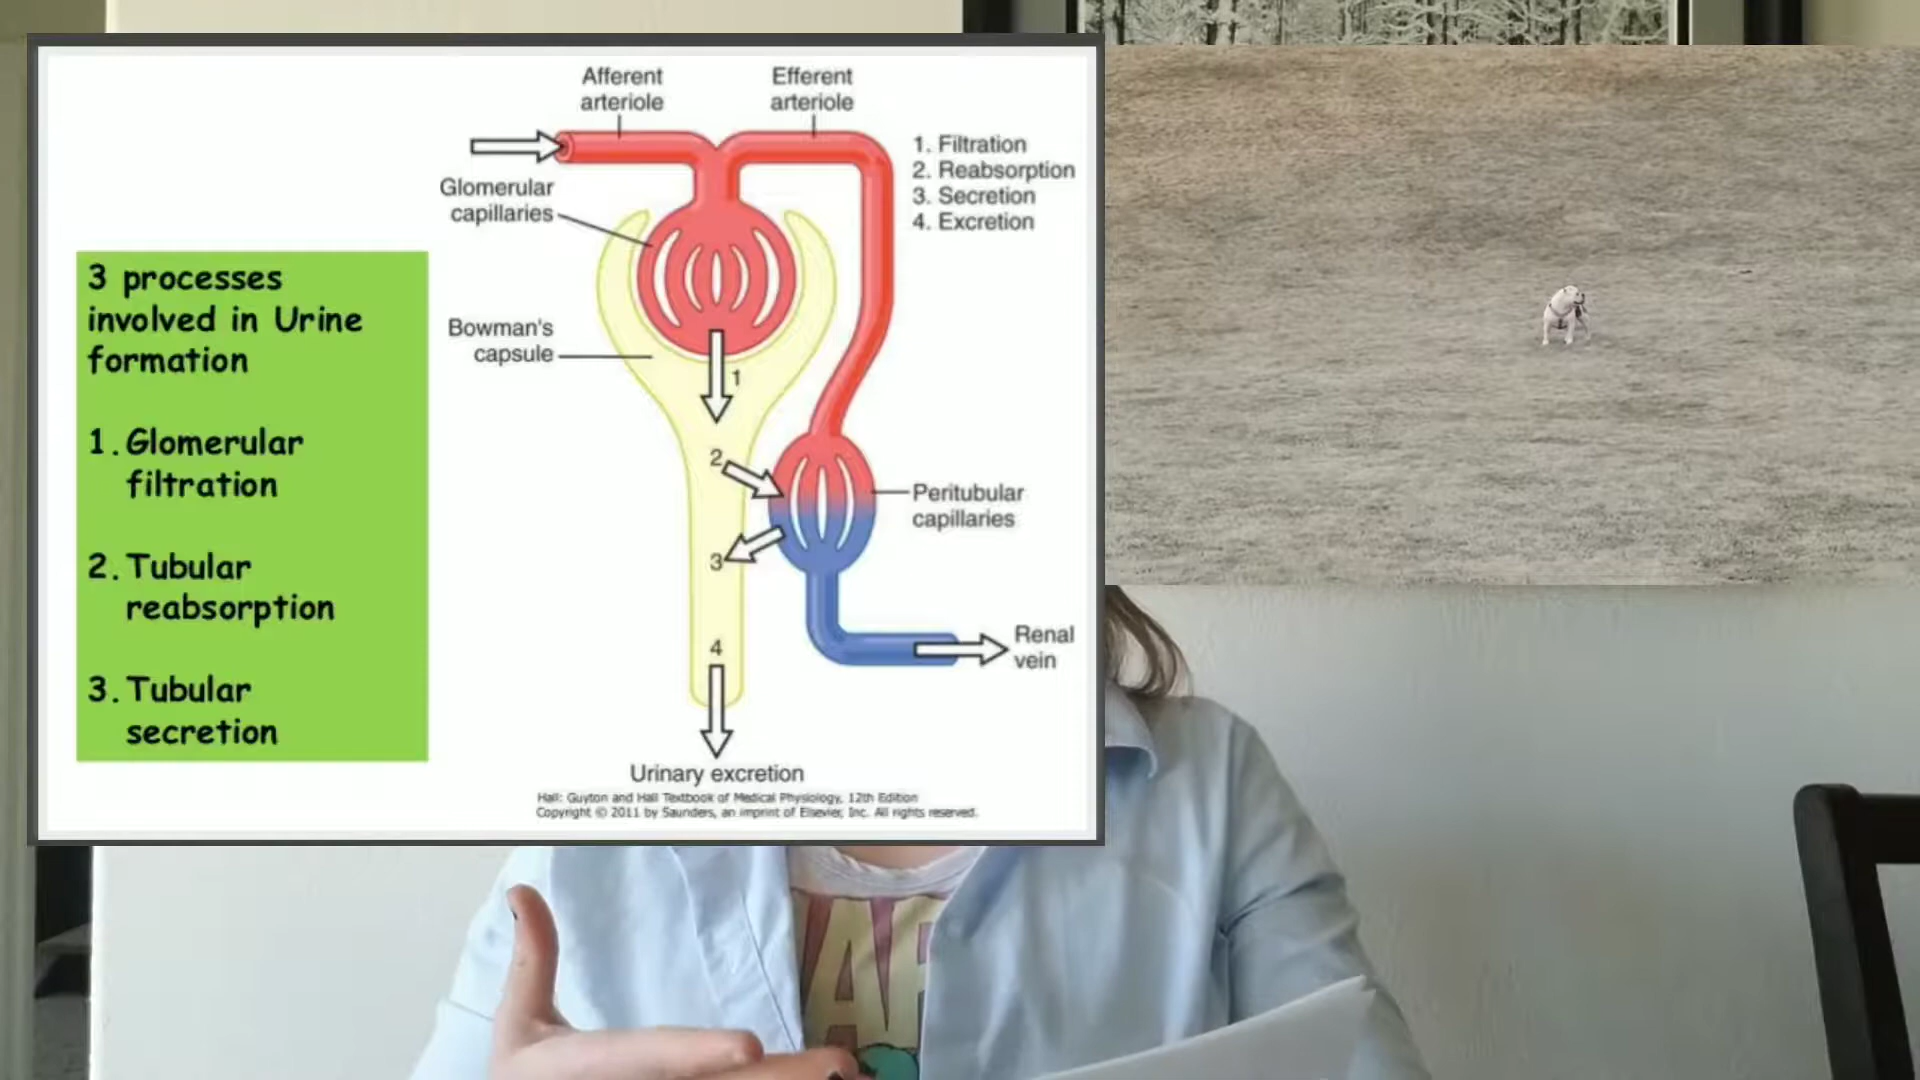 Afferent
arteriole
Efferent
arteriole
1. Filtration
2. Reabsorption
3. Secretion
4. Excretion
Glomerular
capillaries
3 processes
involved in Urine
formation
1. Glomerular
filtration
2. Tubular
reabsorption
3. Tubular
secretion
Bowman's
capsule
1
2
3
4
Peritubular
capillaries
Renal
vein
Urinary excretion
Hall: Guyton and Hall Textbook of Medical Physiology, 12th Edition
Copyright © 2011 by Saunders, an imprint of Elsevier, Inc. All rights reserved.